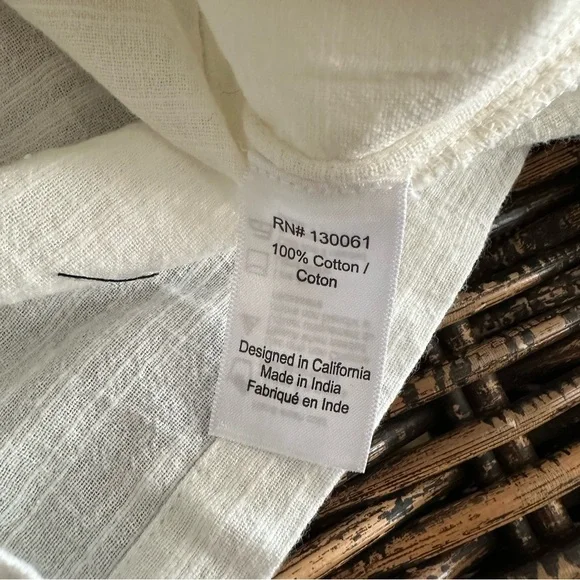 RN# 130061
100% Cotton /
Coton
Designed in California
Made in India
Fabriqué en Inde